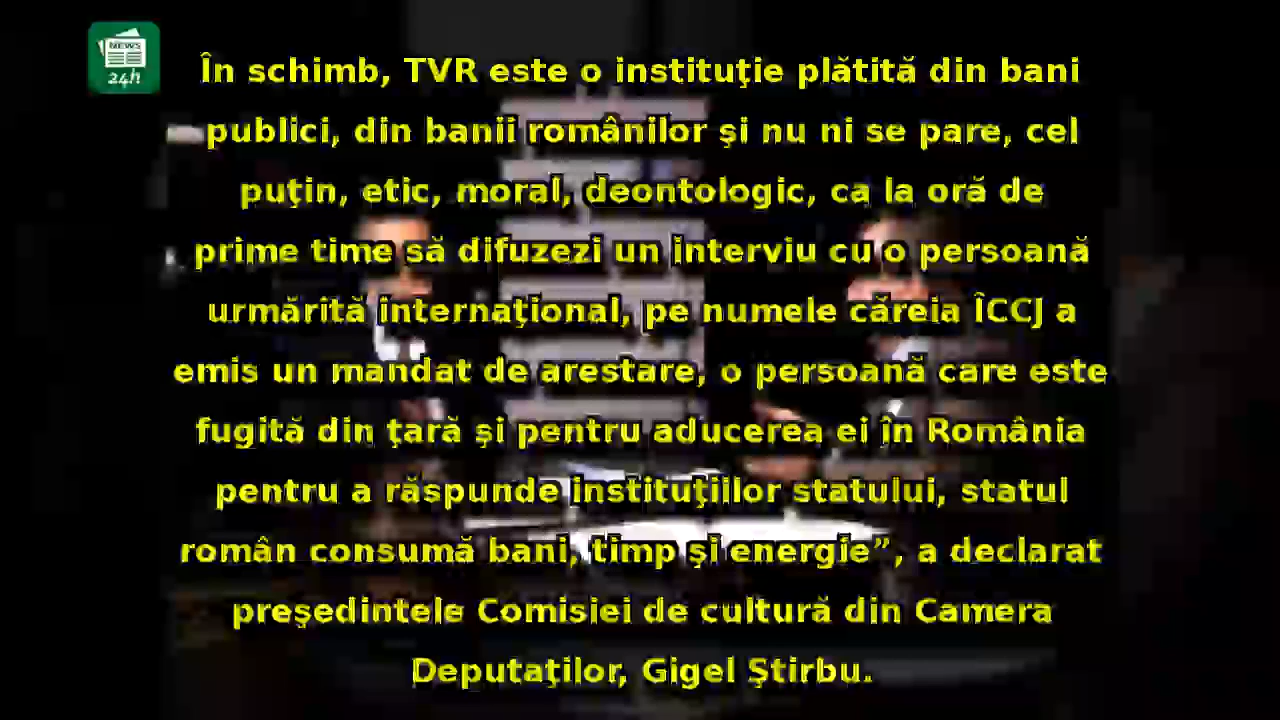 NEWS
24h
În schimb, TVR este o instituţie plătită din bani
publici, din banii românilor şi nu ni se pare, cel
puţin, etic, moral, deontologic, ca la oră de
prime time să difuzezi un interviu cu o persoană
urmărită internaţional, pe numele căreia ÎCCJ a
emis un mandat de arestare, o persoană care este
fugită din ţară şi pentru aducerea ei în România
pentru a răspunde instituţiilor statului, statul
român consumă bani, timp şi energie”, a declarat
preşedintele Comisiei de cultură din Camera
Deputaţilor, Gigel Ştirbu.